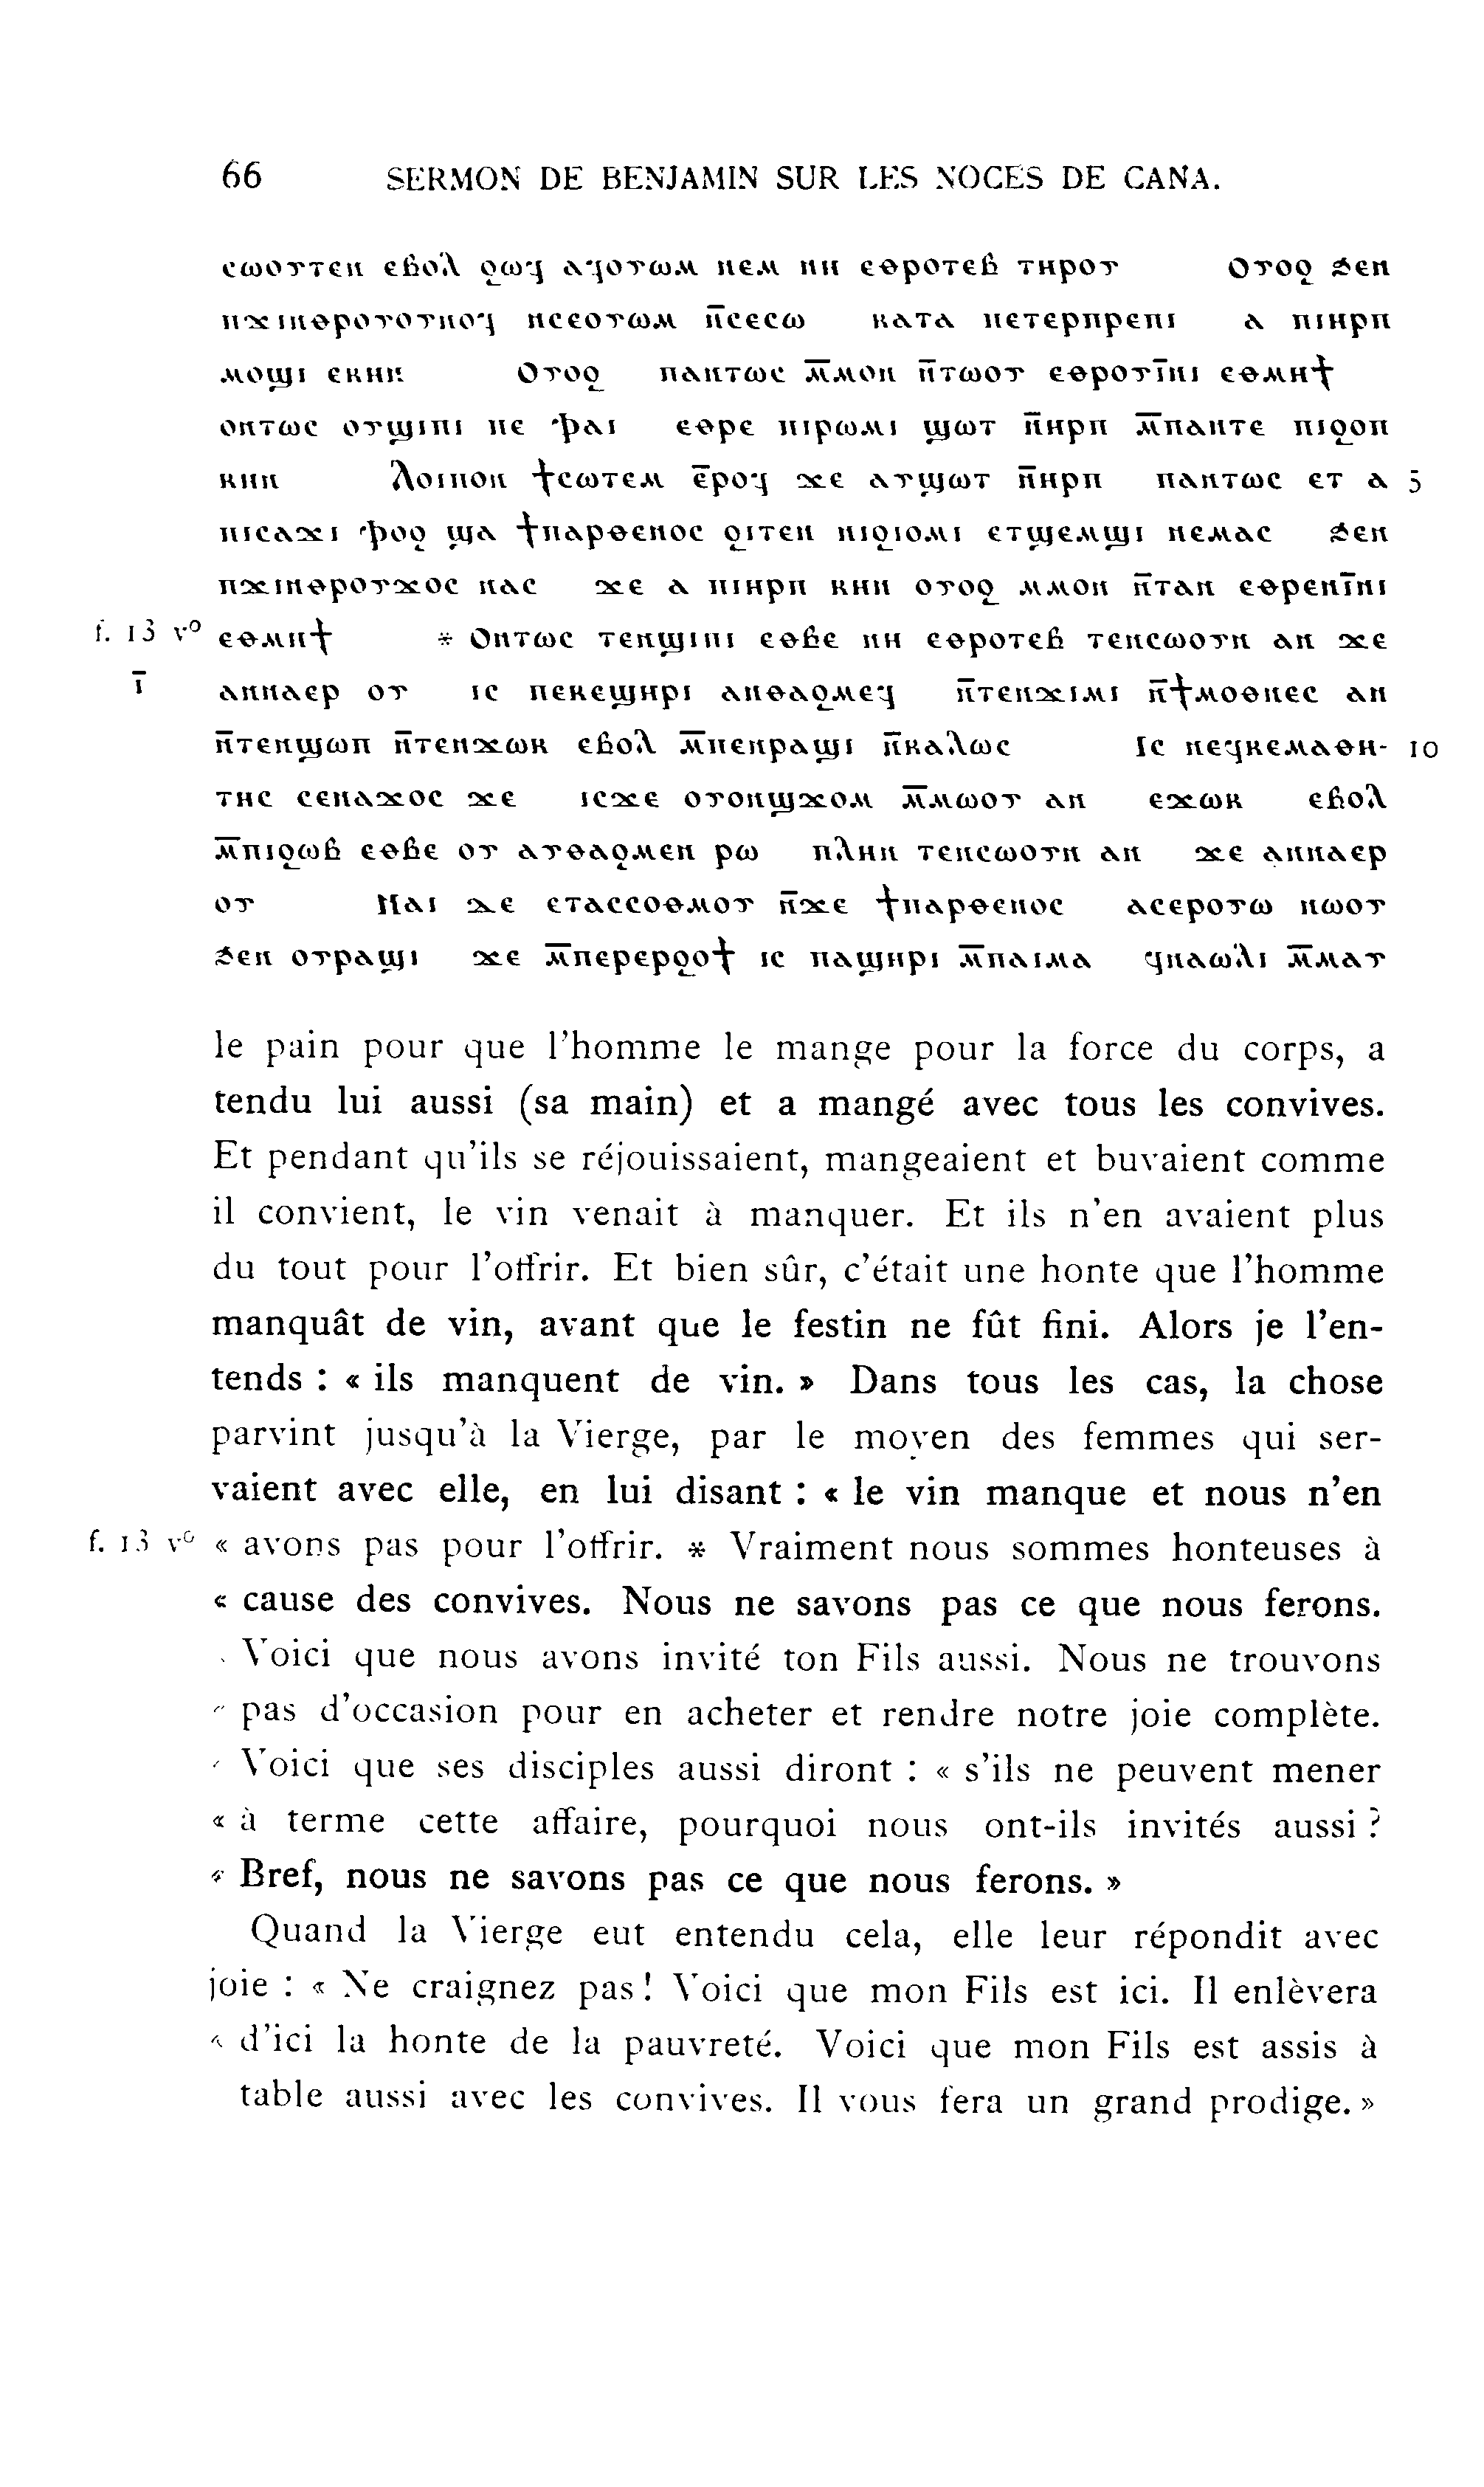 66 SERMON DE BENJAMIN SUR LES NOCES DE CANA.
ⲥⲱⲟⲩⲧⲉⲛ ⲉⲃⲟⲗ ϩⲱϥ ⲁϥⲟⲩⲱⲙ ⲛⲉⲙ ⲛⲏ ⲉⲑⲣⲟⲧⲉⲃ ⲧⲏⲣⲟⲩ Ⲟⲩⲟϩ ϧⲉⲛ
ⲡϫⲓⲛⲑⲣⲟⲩⲟⲩⲛⲟϥ ⲛⲥⲉⲟⲩⲱⲙ ⲛ̅ⲥⲉⲥⲱ ⲕⲁⲧⲁ ⲡⲉⲧⲉⲣⲡⲣⲉⲡⲓ ⲁ ⲡⲓⲏⲣⲡ
ⲙⲟϣⲓ ⲉⲕⲏⲛ Ⲟⲩⲟϩ ⲡⲁⲛⲧⲱⲥ ⲙ̅ⲙⲟⲛ ⲛ̅ⲧⲱⲟⲩ ⲉⲑⲣⲟⲩⲓ̅ⲛⲓ ⲉⲑⲙⲏϯ
ⲟⲛⲧⲱⲥ ⲟⲩϣⲓⲡⲓ ⲡⲉ ⲫⲁⲓ ⲉⲑⲣⲉ ⲡⲓⲣⲱⲙⲓ ϣⲱⲧ ⲛ̅ⲏⲣⲡ ⲙ̅ⲡⲁⲛⲧⲉ ⲡⲓϩⲟⲡ
ⲕⲏⲛ Ⲗⲟⲓⲡⲟⲛ ϯⲥⲱⲧⲉⲙ ⲉ̅ⲣⲟϥ ϫⲉ ⲁⲩϣⲱⲧ ⲛ̅ⲏⲣⲡ ⲡⲁⲛⲧⲱⲥ ⲉⲧ ⲁ 5
ⲡⲓⲥⲁϫⲓ ⲫⲟϩ ϣⲁ ϯⲡⲁⲣⲑⲉⲛⲟⲥ ϩⲓⲧⲉⲛ ⲛⲓϩⲓⲟⲙⲓ ⲉⲧϣⲉⲙϣⲓ ⲛⲉⲙⲁⲥ ϧⲉⲛ
ⲡϫⲓⲛⲑⲣⲟⲩϫⲟⲥ ⲛⲁⲥ ϫⲉ ⲁ ⲡⲓⲏⲣⲡ ⲕⲏⲛ ⲟⲩⲟϩ ⲙⲙⲟⲛ ⲛ̅ⲧⲁⲛ ⲉⲑⲣⲉⲛⲓ̅ⲛⲓ
f. 13 vº ⲉⲑⲙⲏϯ * Ⲟⲛⲧⲱⲥ ⲧⲉⲛϣⲓⲡⲓ ⲉⲑⲃⲉ ⲛⲏ ⲉⲑⲣⲟⲧⲉⲃ ⲧⲉⲛⲥⲱⲟⲩⲛ ⲁⲛ ϫⲉ
ⲓ̅ ⲁⲛⲛⲁⲉⲣ ⲟⲩ ⲓⲥ ⲡⲉⲕⲉϣⲏⲣⲓ ⲁⲛⲑⲁϩⲙⲉϥ ⲛ̅ⲧⲉⲛϫⲓⲙⲓ ⲛ̅ϯⲙⲟⲑⲛⲉⲥ ⲁⲛ
ⲛ̅ⲧⲉⲛϣⲱⲡ ⲛ̅ⲧⲉⲛϫⲱⲕ ⲉⲃⲟⲗ ⲙ̅ⲡⲉⲛⲣⲁϣⲓ ⲛ̅ⲕⲁⲗⲱⲥ Ⲓⲥ ⲡⲉϥⲕⲉⲙⲁⲑⲏ- 10
ⲧⲏⲥ ⲥⲉⲛⲁϫⲟⲥ ϫⲉ ⲓⲥϫⲉ ⲟⲩⲟⲛϣϫⲟⲙ ⲙ̅ⲙⲱⲟⲩ ⲁⲛ ⲉϫⲱⲕ ⲉⲃⲟⲗ
ⲙ̅ⲡⲓϩⲱⲃ ⲉⲑⲃⲉ ⲟⲩ ⲁⲩⲑⲁϩⲙⲉⲛ ⲣⲱ ⲡⲗⲏⲛ ⲧⲉⲛⲥⲱⲟⲩⲛ ⲁⲛ ϫⲉ ⲁⲛⲛⲁⲉⲣ
ⲟⲩ Ⲛⲁⲓ ⲇⲉ ⲉⲧⲁⲥⲥⲟⲑⲙⲟⲩ ⲛ̅ϫⲉ ϯⲡⲁⲣⲑⲉⲛⲟⲥ ⲁⲥⲉⲣⲟⲩⲱ ⲛⲱⲟⲩ
ϧⲉⲛ ⲟⲩⲣⲁϣⲓ ϫⲉ ⲙ̅ⲡⲉⲣⲉⲣϩⲟϯ ⲓⲥ ⲡⲁϣⲏⲣⲓ ⲙ̅ⲡⲁⲓⲙⲁ ϥⲛⲁⲱⲗⲓ ⲙ̅ⲙⲁⲩ
le pain pour que l'homme le mange pour la force du corps, a
tendu lui aussi (sa main) et a mangé avec tous les convives.
Et pendant qu'ils se réjouissaient, mangeaient et buvaient comme
il convient, le vin venait à manquer. Et ils n'en avaient plus
du tout pour l'offrir. Et bien sûr, c'était une honte que l'homme
manquât de vin, avant que le festin ne fût fini. Alors je l'en-
tends : « ils manquent de vin. » Dans tous les cas, la chose
parvint jusqu'à la Vierge, par le moyen des femmes qui ser-
vaient avec elle, en lui disant : « le vin manque et nous n'en
f. 13 vº « avons pas pour l'offrir. * Vraiment nous sommes honteuses à
« cause des convives. Nous ne savons pas ce que nous ferons.
« Voici que nous avons invité ton Fils aussi. Nous ne trouvons
« pas d'occasion pour en acheter et rendre notre joie complète.
« Voici que ses disciples aussi diront : « s'ils ne peuvent mener
« à terme cette affaire, pourquoi nous ont-ils invités aussi ?
« Bref, nous ne savons pas ce que nous ferons. »
Quand la Vierge eut entendu cela, elle leur répondit avec
joie : « Ne craignez pas! Voici que mon Fils est ici. Il enlèvera
« d'ici la honte de la pauvreté. Voici que mon Fils est assis à
table aussi avec les convives. Il vous fera un grand prodige. »